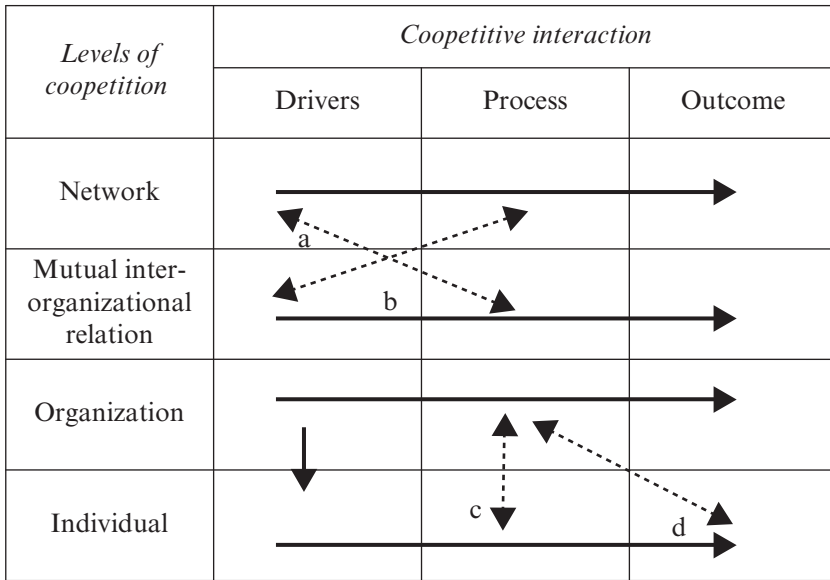 Levels of
coopetition
Coopetitive interaction
Drivers
Process
Outcome
Network
a
Mutual inter-
organizational
relation
b
Organization
Individual
c
d